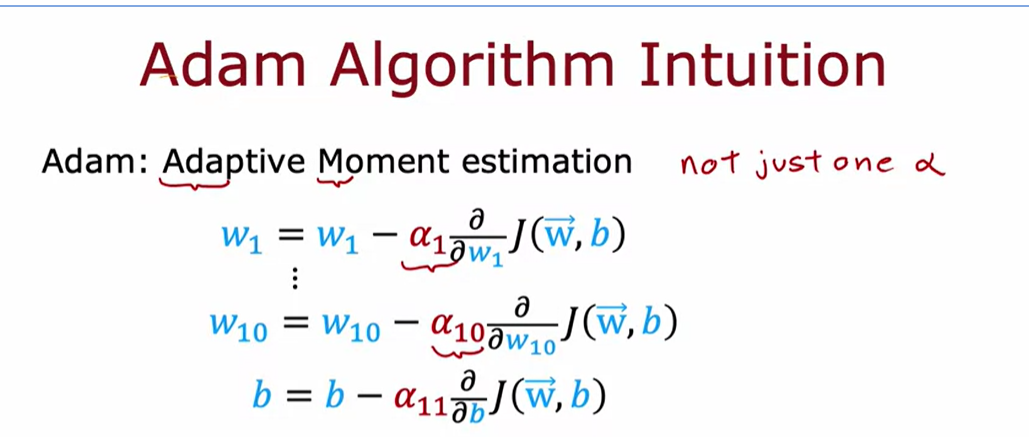 Adam Algorithm Intuition
Adam: Adaptive Moment estimation not just one α
w₁ = w₁ − α₁ ∂/∂w₁ J(w⃗, b)
⋮
w₁₀ = w₁₀ − α₁₀ ∂/∂w₁₀ J(w⃗, b)
b = b − α₁₁ ∂/∂b J(w⃗, b)